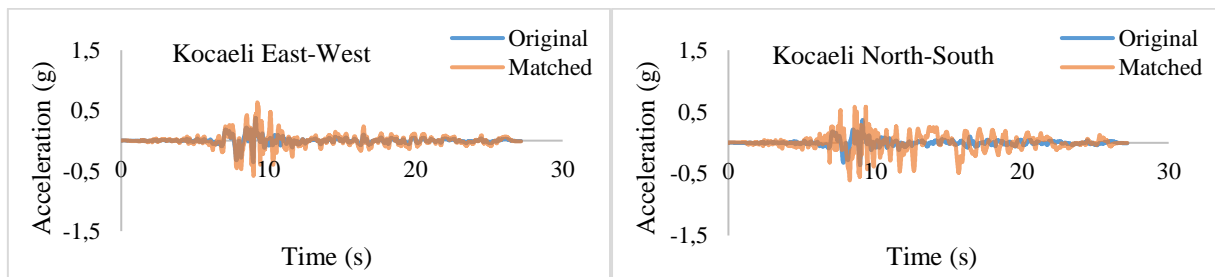 Kocaeli East-West
Original
Matched
Acceleration (g)
1,5
0,5
-0,5
-1,5
0
10
20
30
Time (s)
Kocaeli North-South
Original
Matched
Acceleration (g)
1,5
0,5
-0,5
-1,5
0
10
20
30
Time (s)